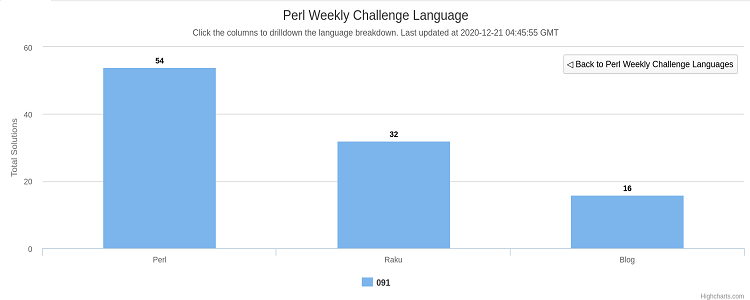 Perl Weekly Challenge Language
Click the columns to drilldown the language breakdown. Last updated at 2020-12-21 04:45:55 GMT
◁ Back to Perl Weekly Challenge Languages
Total Solutions
60
40
20
0
54
32
16
Perl
Raku
Blog
091
Highcharts.com